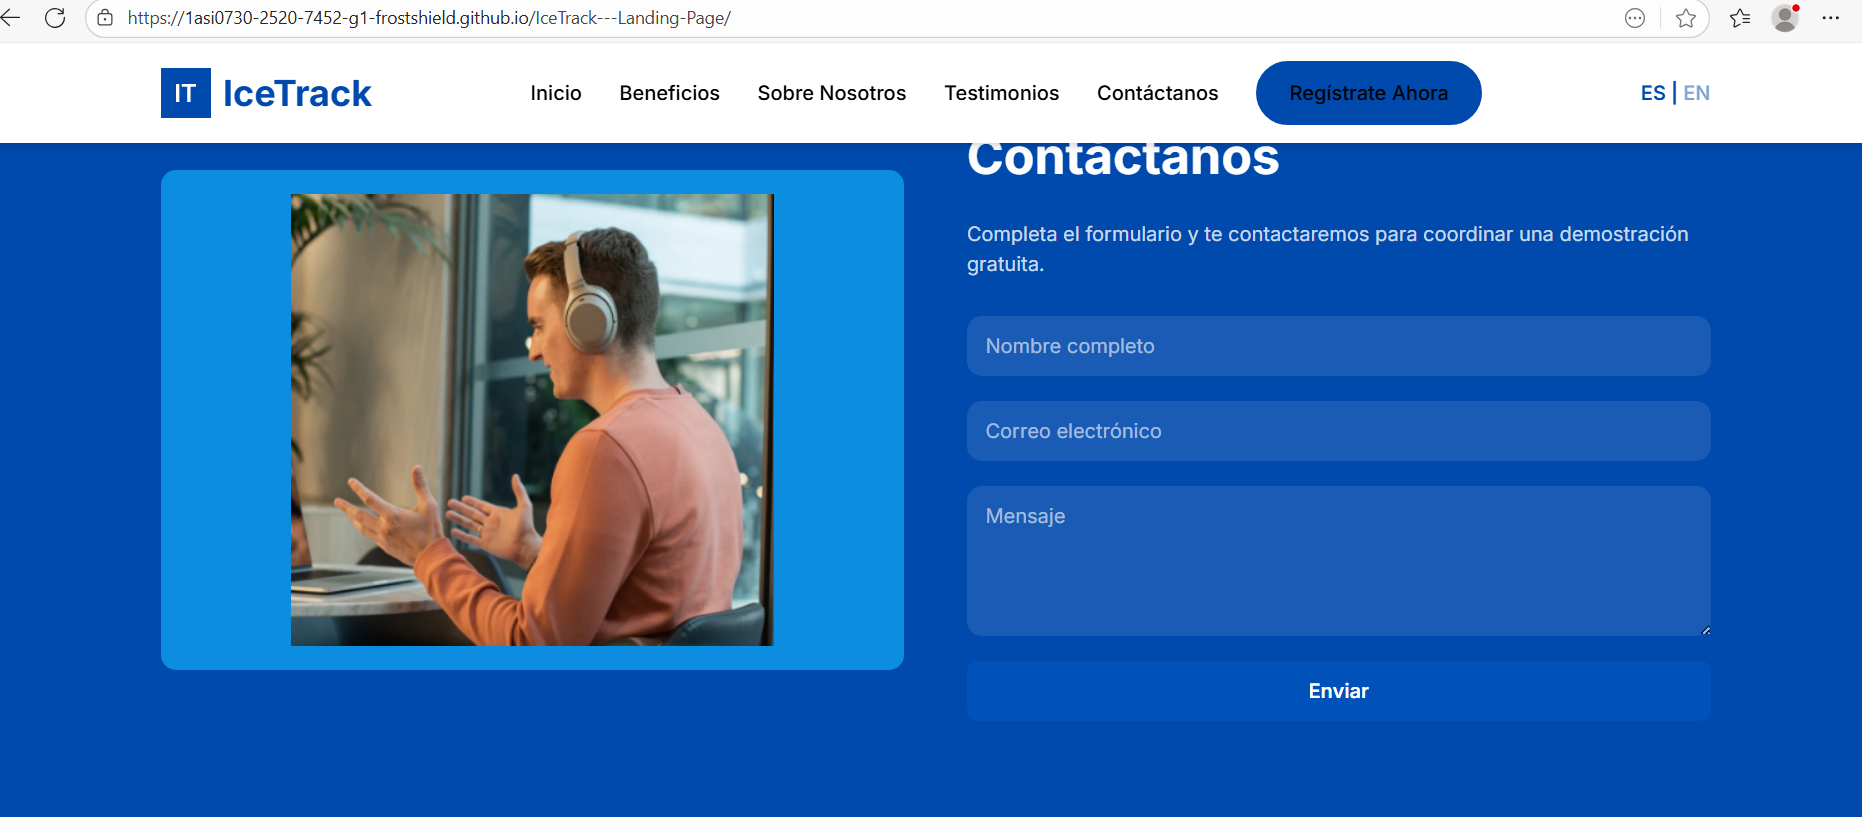 https://1asi0730-2520-7452-g1-frostshield.github.io/IceTrack---Landing-Page/
IT IceTrack Inicio Beneficios Sobre Nosotros Testimonios Contáctanos Regístrate Ahora ES | EN
Contáctanos
Completa el formulario y te contactaremos para coordinar una demostración
gratuita.
Nombre completo
Correo electrónico
Mensaje
Enviar